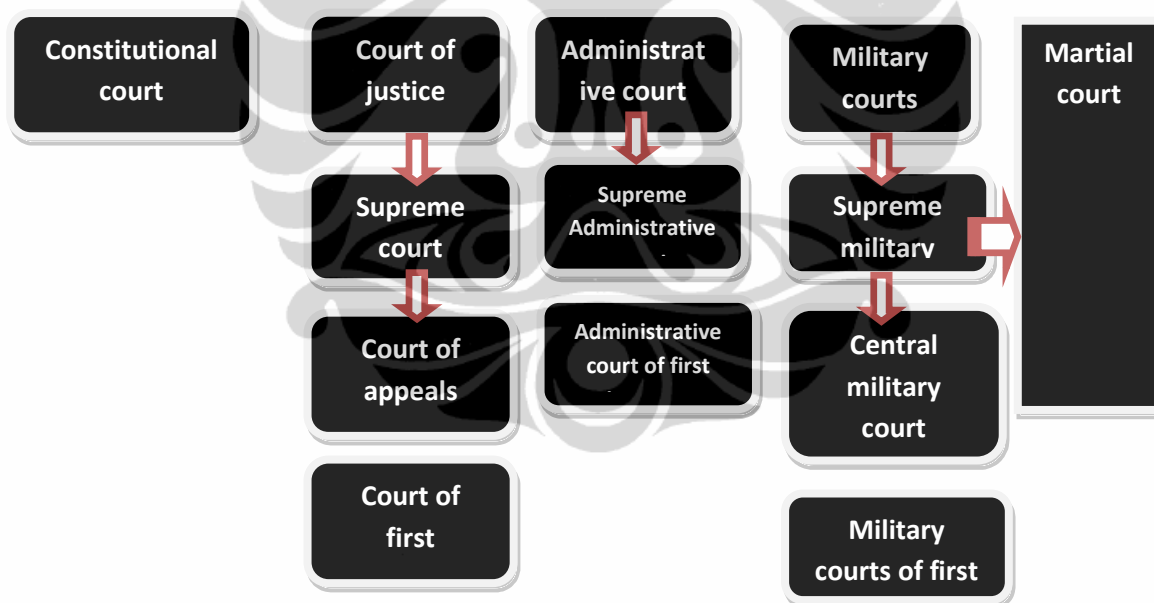 Constitutional
court
Court of
justice
Administrat
ive court
Military
courts
Martial
court
Supreme
court
Supreme
Administrative
Supreme
military
Court of
appeals
Administrative
court of first
Central
military
court
Court of
first
Military
courts of first